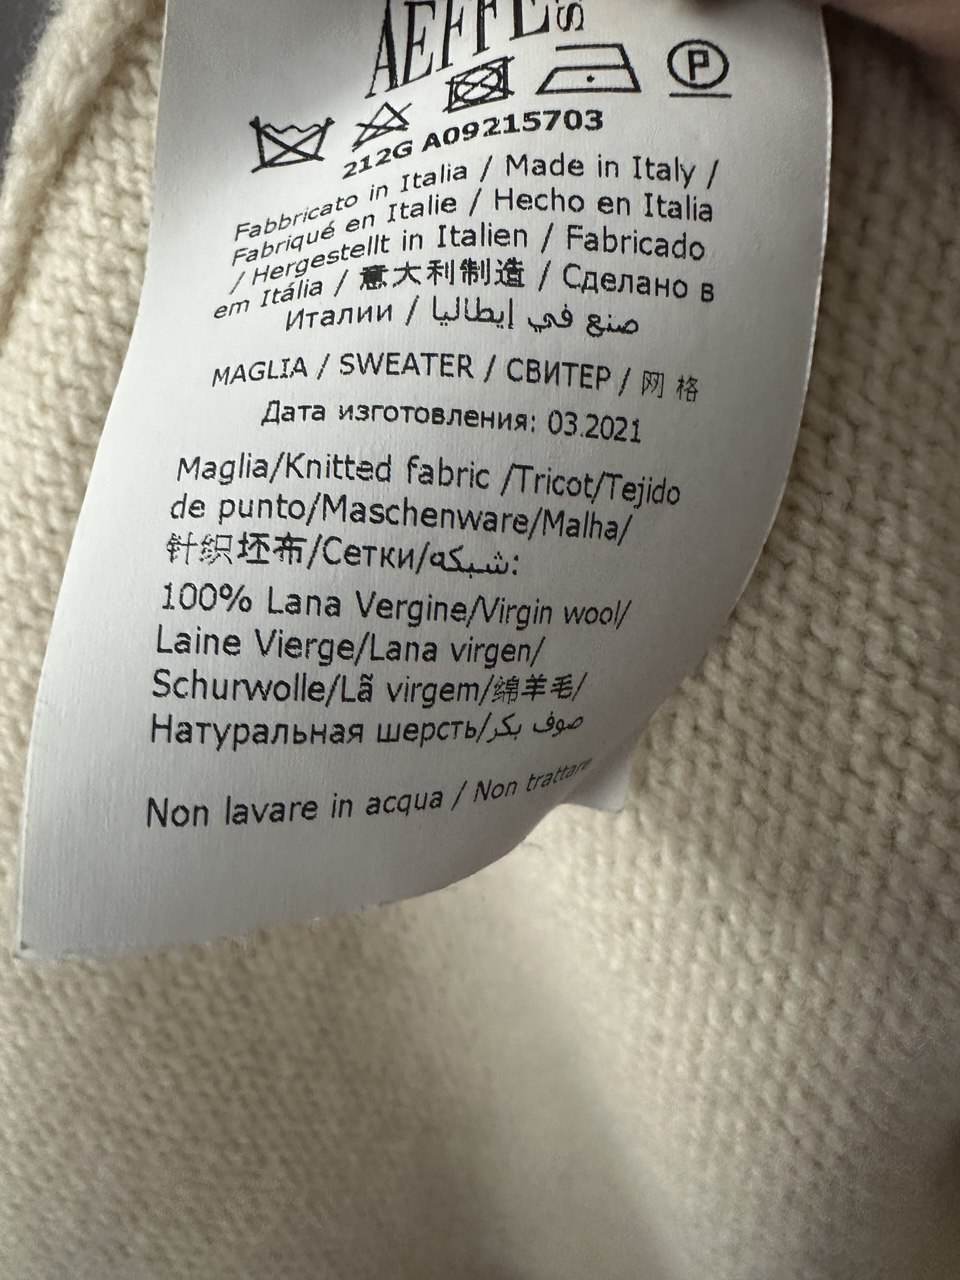 AEFFE S
212G A09215703
Fabbricato in Italia / Made in Italy /
Fabriqué en Italie / Hecho en Italia
/ Hergestellt in Italien / Fabricado
em Itália / 意大利制造 / Сделано в
Италии / صنع في إيطاليا
MAGLIA / SWEATER / СВИТЕР / 网 格
Дата изготовления: 03.2021
Maglia/Knitted fabric /Tricot/Tejido
de punto/Maschenware/Malha/
针织坯布/Сетки/شبكه:
100% Lana Vergine/Virgin wool/
Laine Vierge/Lana virgen/
Schurwolle/Lã virgem/绵羊毛/
Натуральная шерсть/صوف بكر
Non lavare in acqua / Non trattare